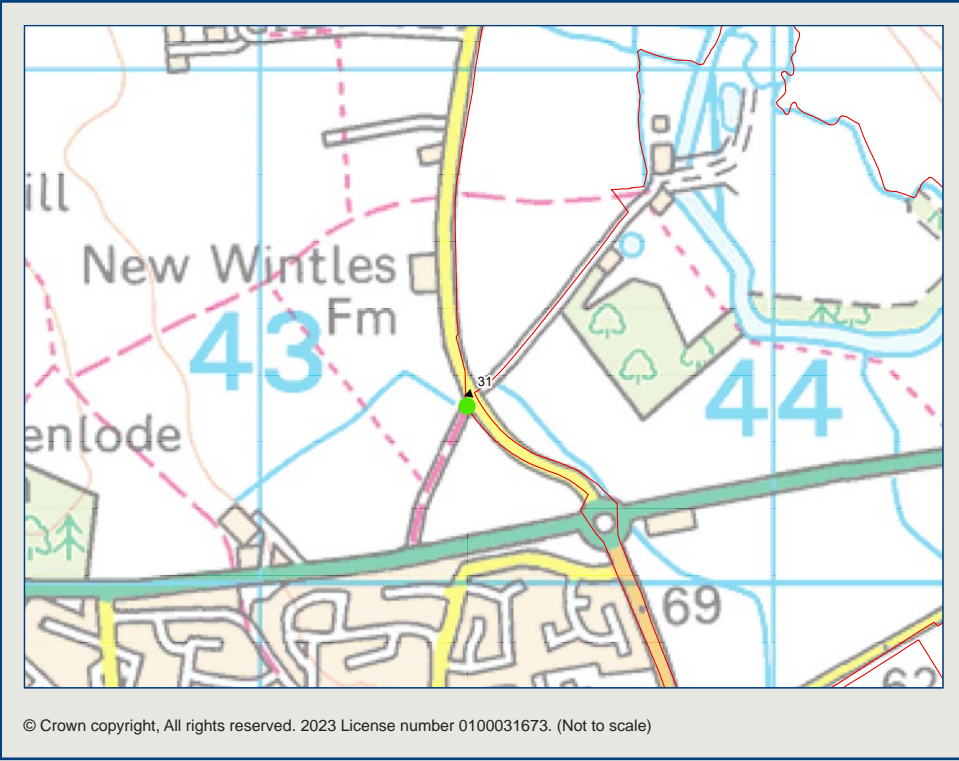 ill
New Wintles
Fm
43
31
44
enlode
69
© Crown copyright, All rights reserved. 2023 License number 0100031673. (Not to scale)